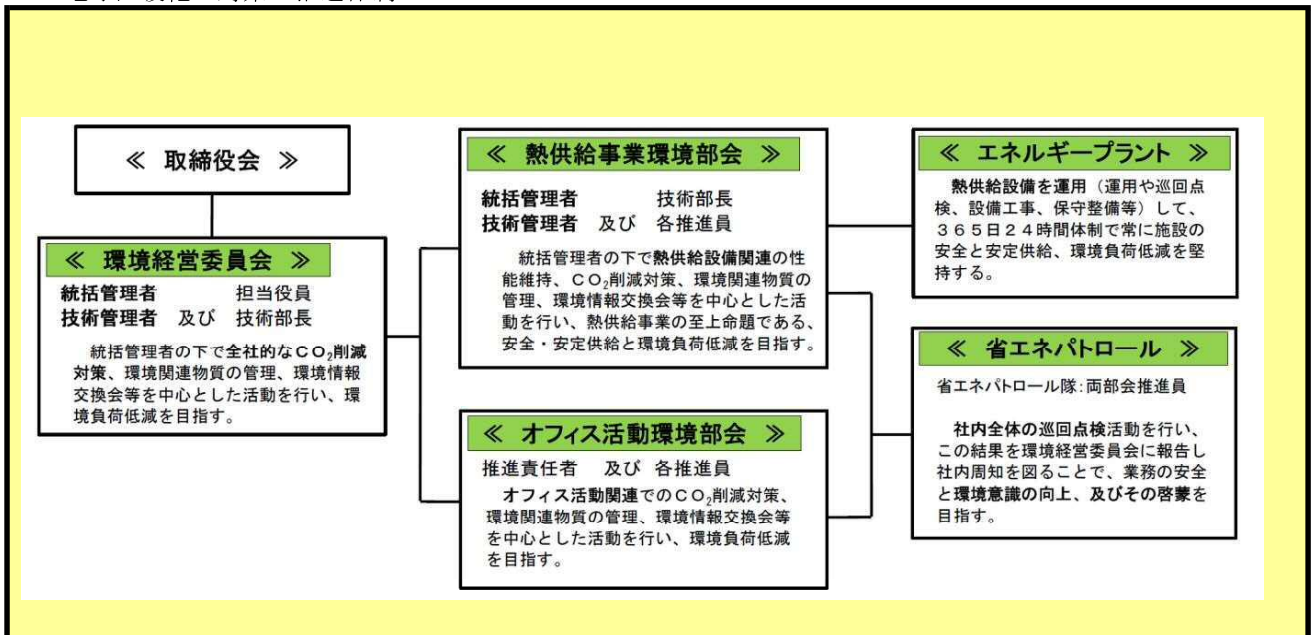 ≪ 取締役会 ≫
≪ 環境経営委員会 ≫
統括管理者 担当役員
技術管理者 及び 技術部長
統括管理者の下で全社的なCO₂削減
対策、環境関連物質の管理、環境情報
交換会等を中心とした活動を行い、環
境負荷低減を目指す。
≪ 熱供給事業環境部会 ≫
統括管理者 技術部長
技術管理者 及び 各推進員
統括管理者の下で熱供給設備関連の性
能維持、CO₂削減対策、環境関連物質の
管理、環境情報交換会等を中心とした活
動を行い、熱供給事業の至上命題である、
安全・安定供給と環境負荷低減を目指す。
≪ オフィス活動環境部会 ≫
推進責任者 及び 各推進員
オフィス活動関連でのCO₂削減対策、
環境関連物質の管理、環境情報交換会等
を中心とした活動を行い、環境負荷低減
を目指す。
≪ エネルギープラント ≫
熱供給設備を運用（運用や巡回点
検、設備工事、保守整備等）して、
３６５日２４時間体制で常に施設の
安全と安定供給、環境負荷低減を堅
持する。
≪ 省エネパトロール ≫
省エネパトロール隊：両部会推進員
社内全体の巡回点検活動を行い、
この結果を環境経営委員会に報告し
社内周知を図ることで、業務の安全
と環境意識の向上、及びその啓蒙を
目指す。